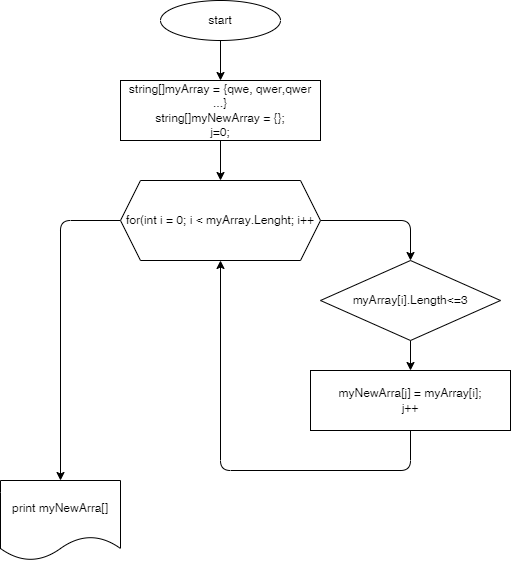 start
string[]myArray = {qwe, qwer,qwer
...}
string[]myNewArray = {};
j=0;
for(int i = 0; i < myArray.Lenght; i++
myArray[i].Length<=3
myNewArra[j] = myArray[i];
j++
print myNewArra[]